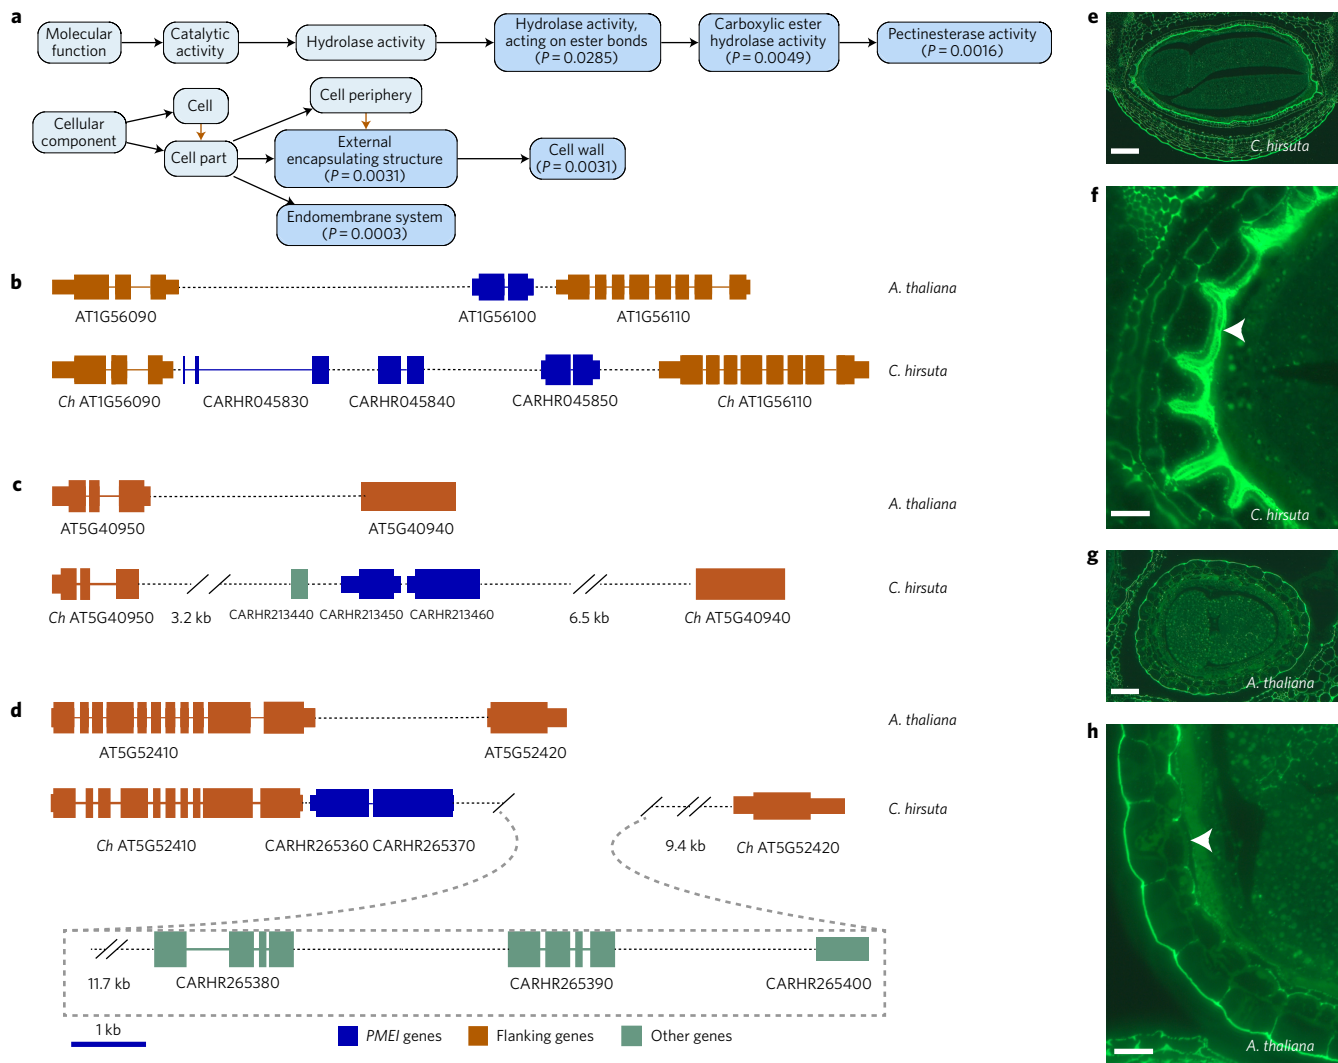 a
Molecular
function
Catalytic
activity
Hydrolase activity
Hydrolase activity,
acting on ester bonds
(P = 0.0285)
Carboxylic ester
hydrolase activity
(P = 0.0049)
Pectinesterase activity
(P = 0.0016)
Cellular
component
Cell
Cell part
Cell periphery
External
encapsulating structure
(P = 0.0031)
Cell wall
(P = 0.0031)
Endomembrane system
(P = 0.0003)
b
A. thaliana
AT1G56090
AT1G56100
AT1G56110
C. hirsuta
Ch AT1G56090
CARHR045830
CARHR045840
CARHR045850
Ch AT1G56110
c
A. thaliana
AT5G40950
AT5G40940
C. hirsuta
Ch AT5G40950
3.2 kb
CARHR213440
CARHR213450
CARHR213460
6.5 kb
Ch AT5G40940
d
A. thaliana
AT5G52410
AT5G52420
C. hirsuta
Ch AT5G52410
CARHR265360
CARHR265370
9.4 kb
Ch AT5G52420
11.7 kb
CARHR265380
CARHR265390
CARHR265400
1 kb
PMEI genes
Flanking genes
Other genes
e
C. hirsuta
f
C. hirsuta
g
A. thaliana
h
A. thaliana